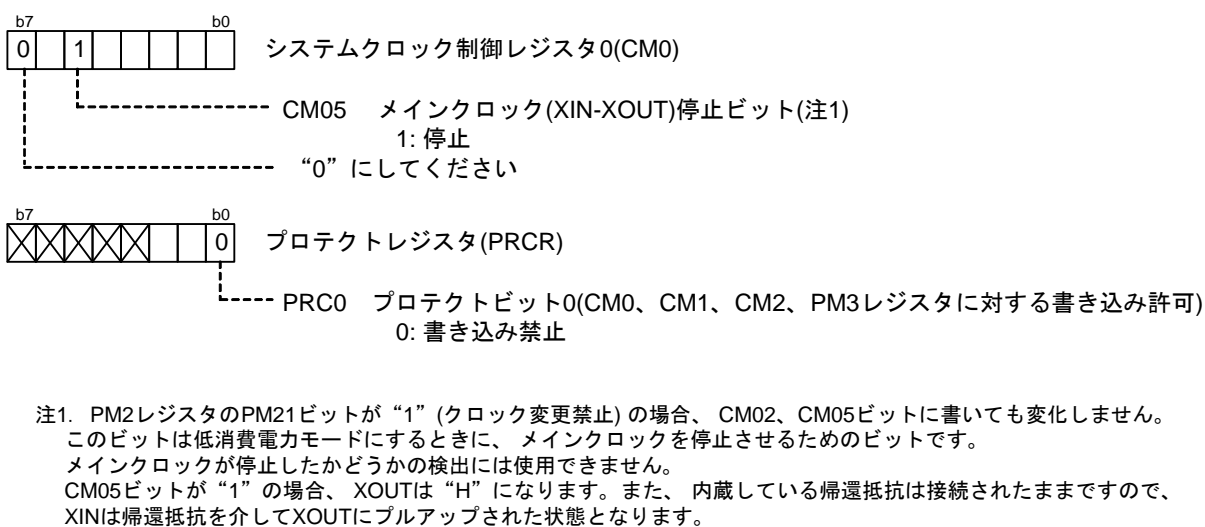 b7 b0
0 1 システムクロック制御レジスタ0(CM0)
CM05 メインクロック(XIN-XOUT)停止ビット(注1)
1: 停止
“0”にしてください
b7 b0
0 プロテクトレジスタ(PRCR)
PRC0 プロテクトビット0(CM0、CM1、CM2、PM3レジスタに対する書き込み許可)
0: 書き込み禁止
注1. PM2レジスタのPM21ビットが“1”(クロック変更禁止) の場合、 CM02、CM05ビットに書いても変化しません。
このビットは低消費電力モードにするときに、 メインクロックを停止させるためのビットです。
メインクロックが停止したかどうかの検出には使用できません。
CM05ビットが“1”の場合、 XOUTは“H”になります。また、 内蔵している帰還抵抗は接続されたままですので、
XINは帰還抵抗を介してXOUTにプルアップされた状態となります。